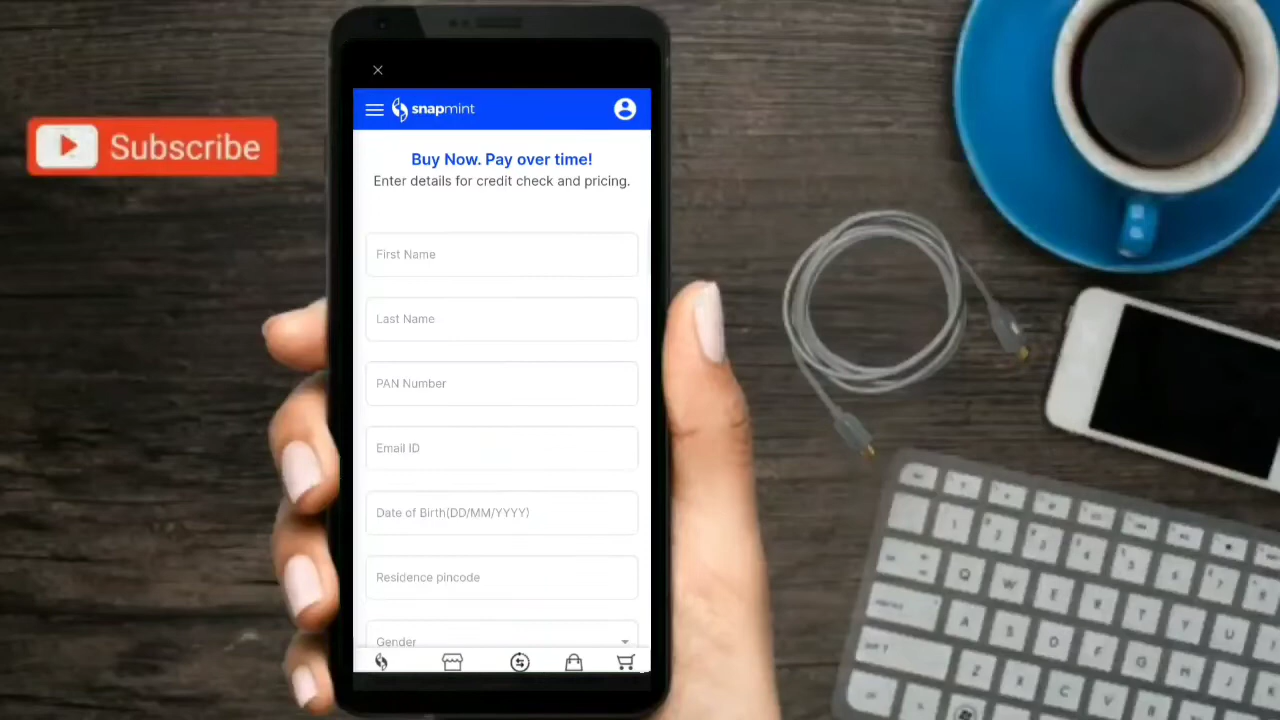 Subscribe
snapmint
Buy Now. Pay over time!
Enter details for credit check and pricing.
First Name
Last Name
PAN Number
Email ID
Date of Birth(DD/MM/YYYY)
Residence pincode
Gender
Q W E R T Y U
A S D F G H J
Z X C V B